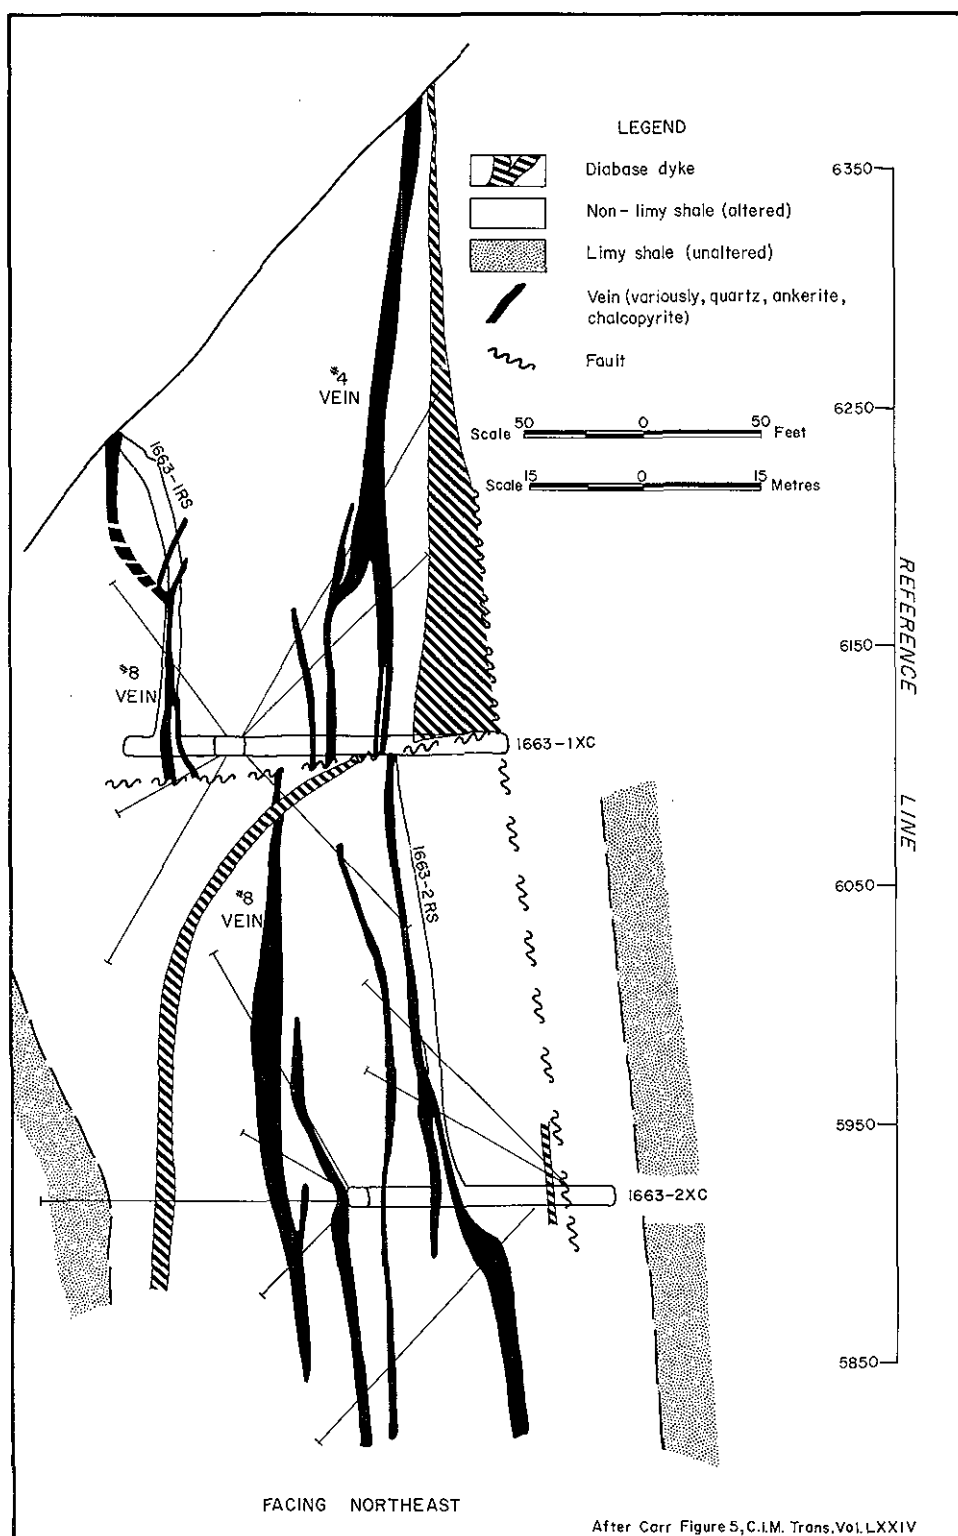 LEGEND
Diabase dyke
Non-limy shale (altered)
Limy shale (unaltered)
Vein (variously, quartz, ankerite,
chalcopyrite)
Fault
Scale 50 0 50 Feet
Scale 15 0 15 Metres
6350
6250
6150
6050
5950
5850
REFERENCE
LINE
#4
VEIN
1663-1RS
#8
VEIN
1663-1XC
#8
VEIN
1663-2RS
1663-2XC
FACING NORTHEAST
After Carr Figure 5, C.I.M. Trans. Vol. LXXIV